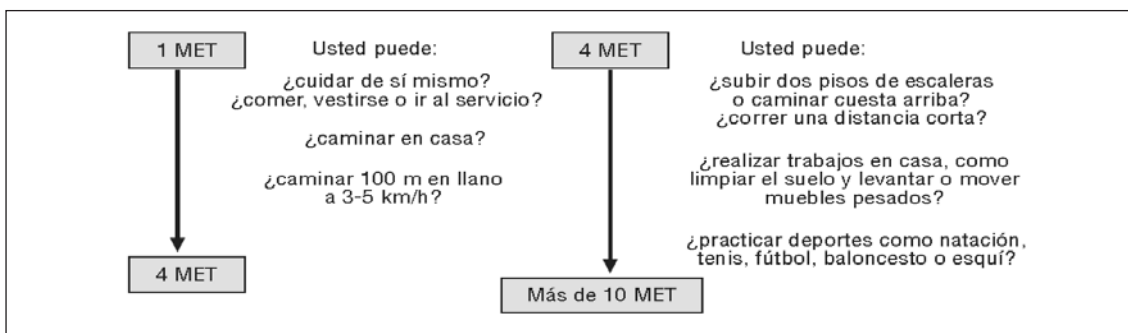 1 MET
Usted puede:
¿cuidar de sí mismo?
¿comer, vestirse o ir al servicio?
¿caminar en casa?
¿caminar 100 m en llano
a 3-5 km/h?
4 MET
4 MET
Usted puede:
¿subir dos pisos de escaleras
o caminar cuesta arriba?
¿correr una distancia corta?
¿realizar trabajos en casa, como
limpiar el suelo y levantar o mover
muebles pesados?
¿practicar deportes como natación,
tenis, fútbol, baloncesto o esquí?
Más de 10 MET